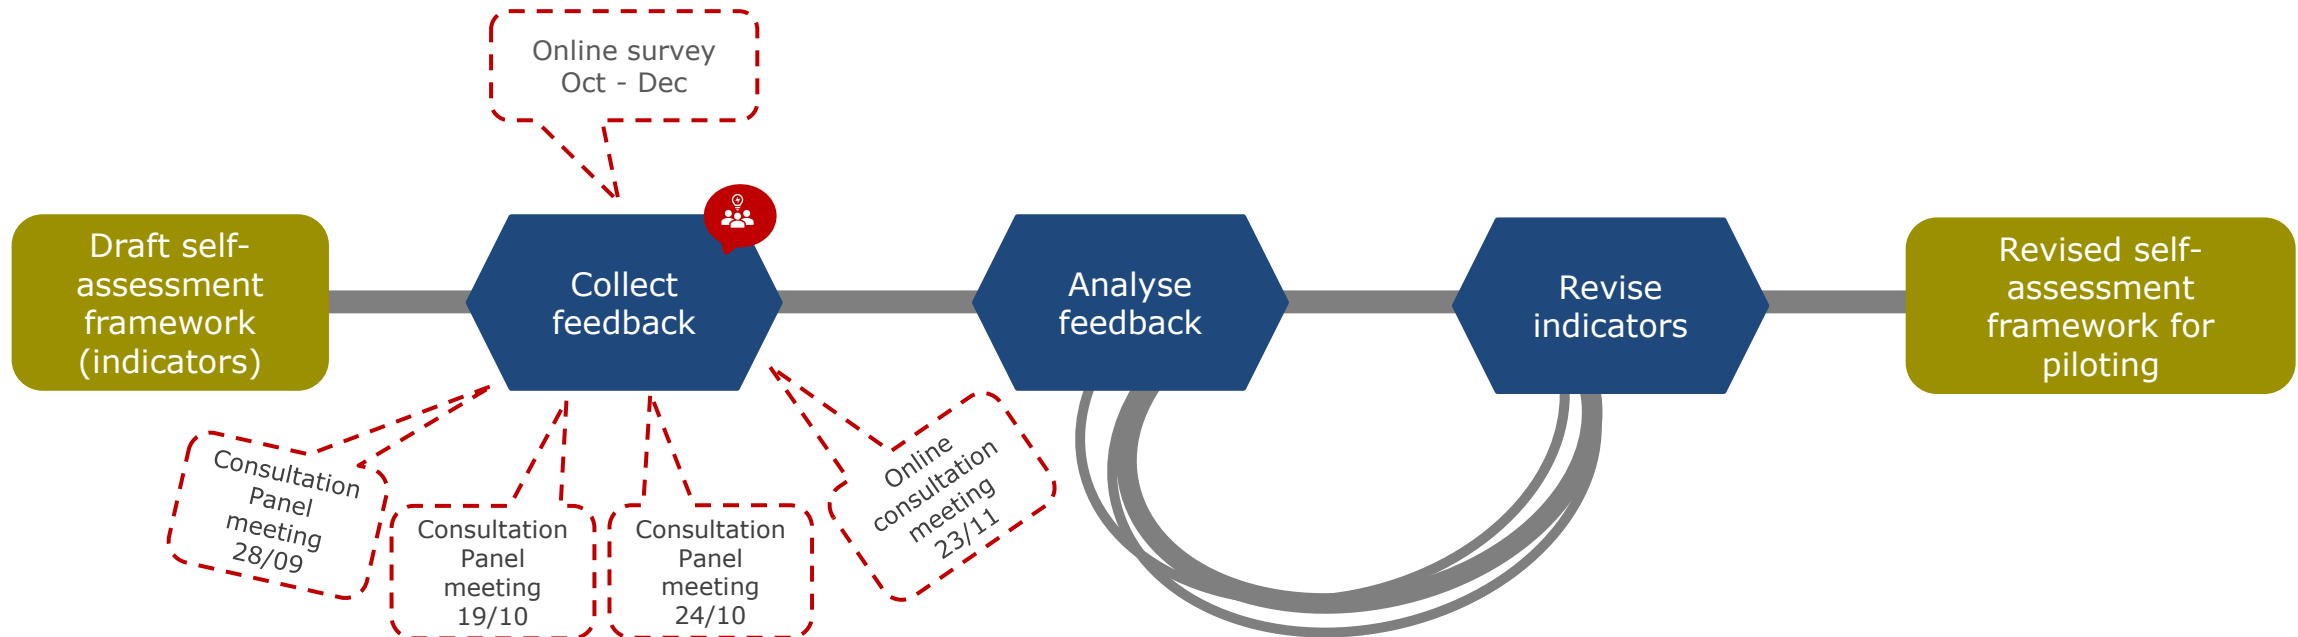 Online survey
Oct - Dec
Draft self-
assessment
framework
(indicators)
Collect
feedback
Analyse
feedback
Revise
indicators
Revised self-
assessment
framework for
piloting
Consultation
Panel
meeting
28/09
Consultation
Panel
meeting
19/10
Consultation
Panel
meeting
24/10
Online
consultation
meeting
23/11